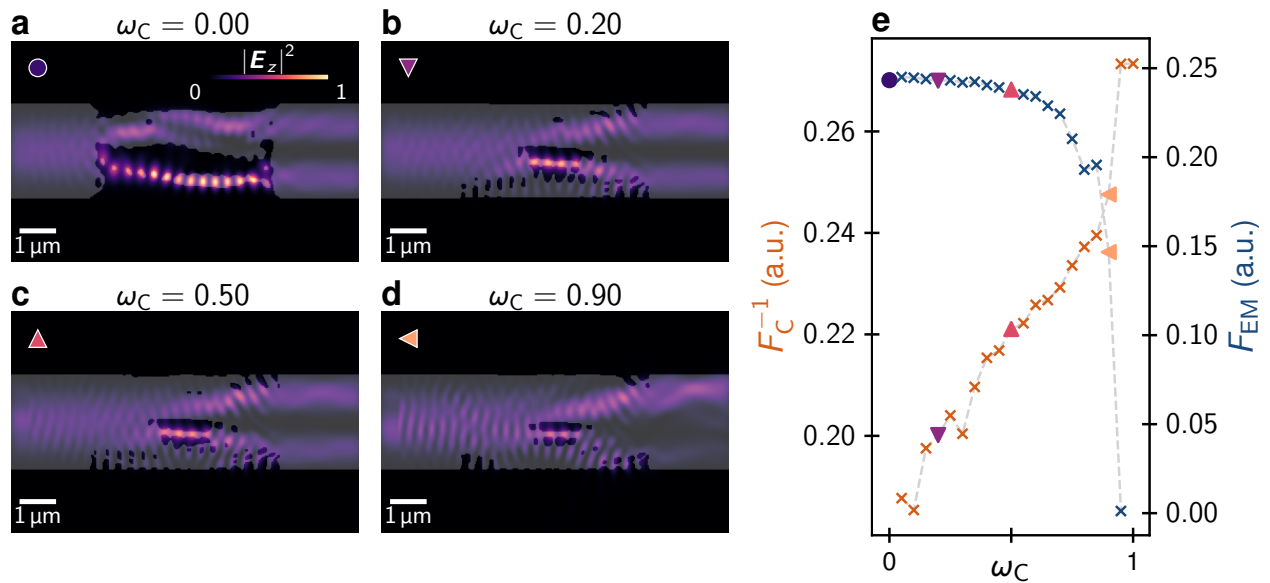 a
ω_C = 0.00
|E_z|²
0 1
1 μm
b
ω_C = 0.20
1 μm
c
ω_C = 0.50
1 μm
d
ω_C = 0.90
1 μm
e
F_C⁻¹ (a.u.)
0.26
0.24
0.22
0.20
0.25
0.20
0.15
0.10
0.05
0.00
F_EM (a.u.)
0 1
ω_C